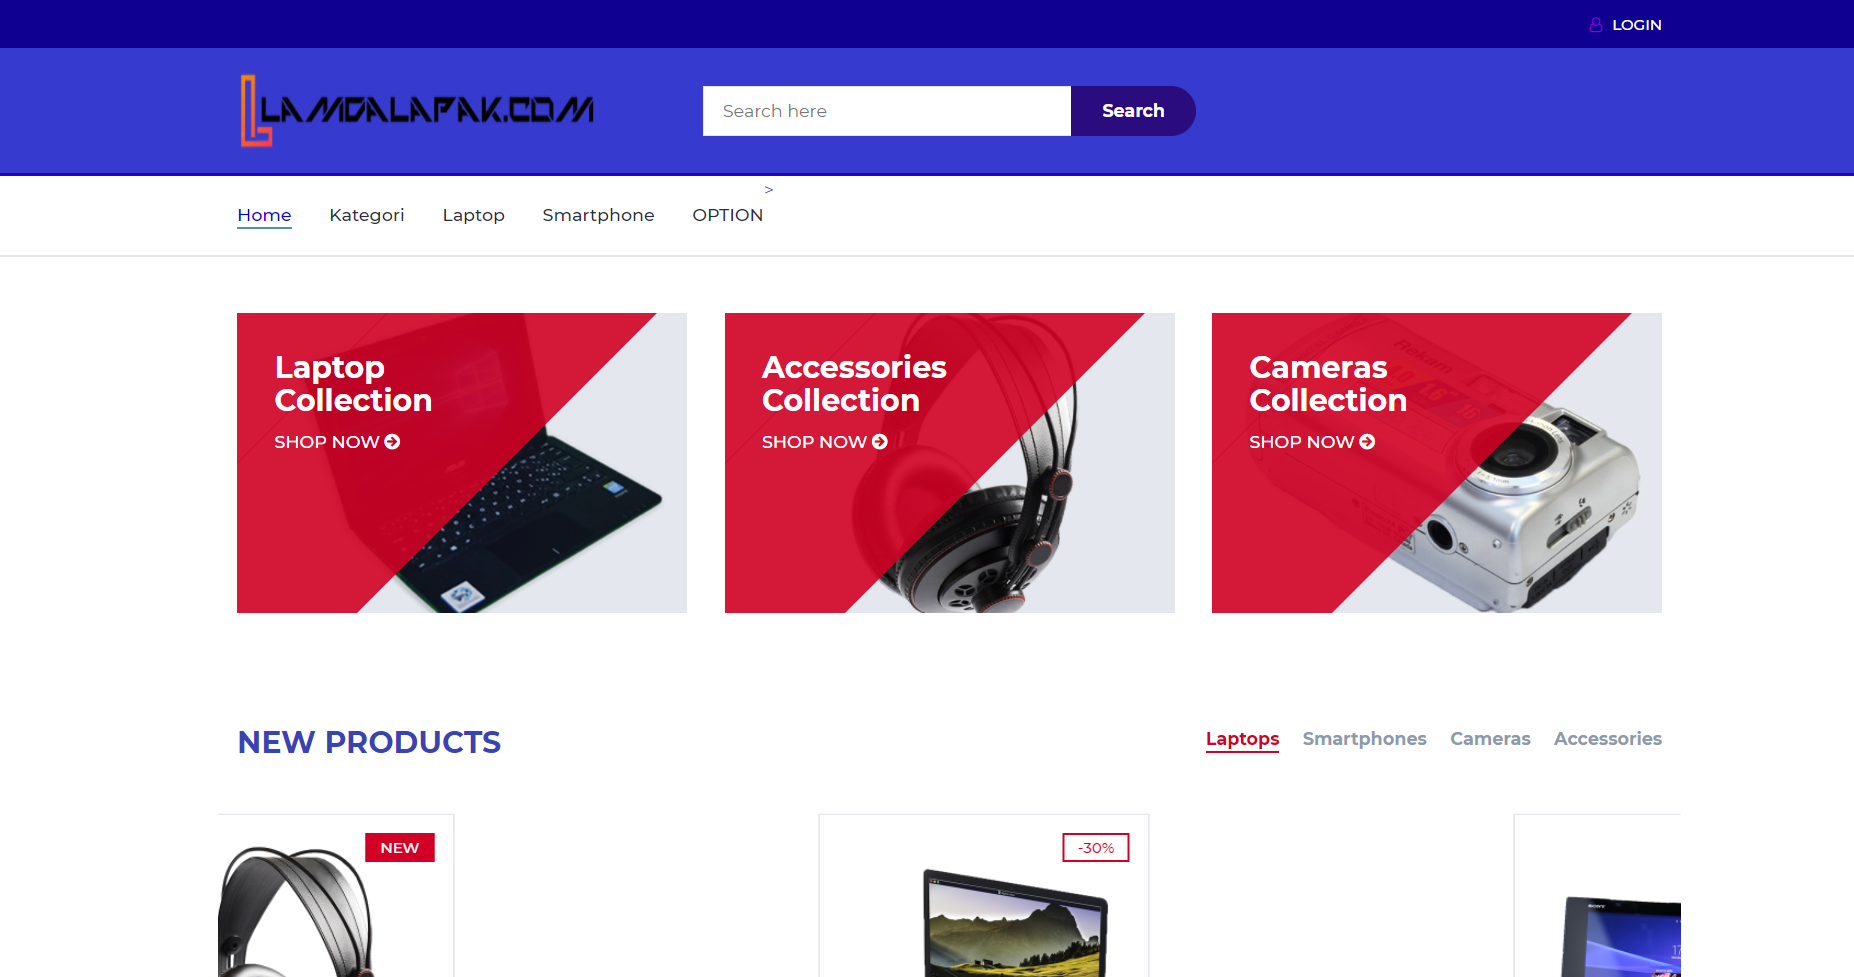 LOGIN
LAMDALAPAK.COM
Search here
Search
>
Home
Kategori
Laptop
Smartphone
OPTION
Laptop
Collection
SHOP NOW
Accessories
Collection
SHOP NOW
Cameras
Collection
SHOP NOW
NEW PRODUCTS
Laptops
Smartphones
Cameras
Accessories
NEW
-30%
SONY